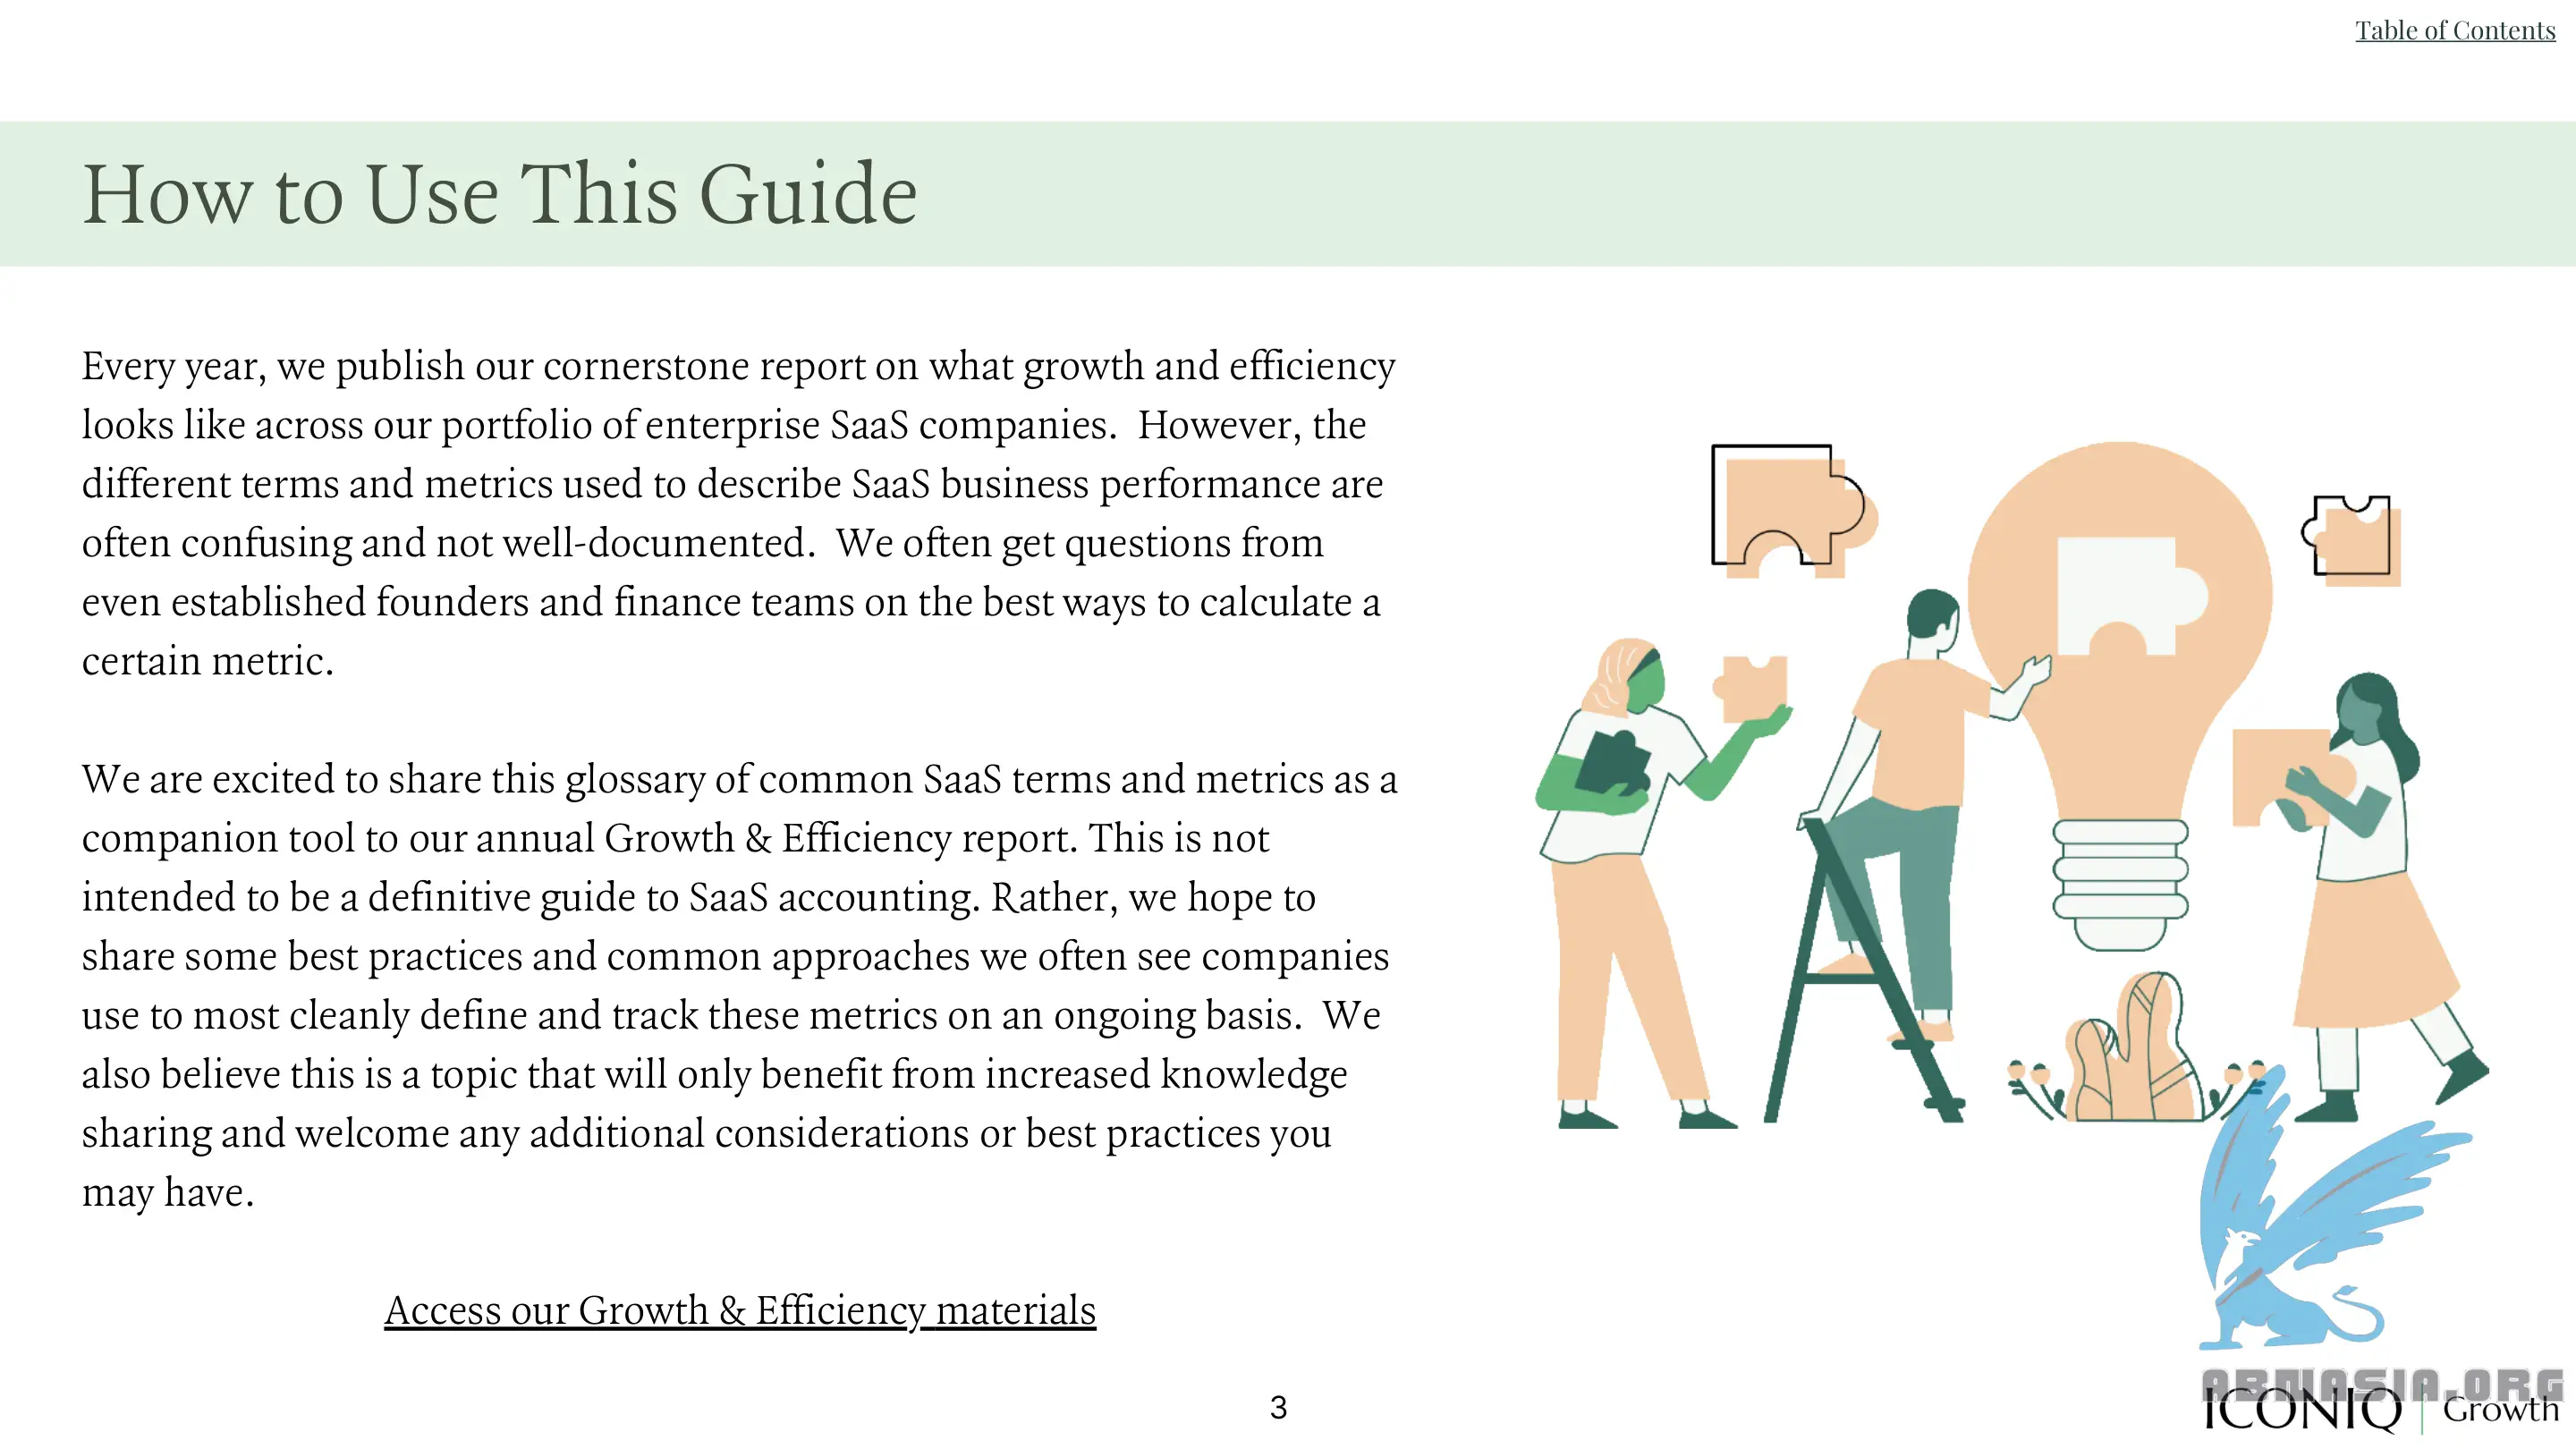 Table of Contents
How to Use This Guide
Every year, we publish our cornerstone report on what growth and efficiency
looks like across our portfolio of enterprise SaaS companies.  However, the
different terms and metrics used to describe SaaS business performance are
often confusing and not well-documented.  We often get questions from
even established founders and finance teams on the best ways to calculate a
certain metric.
We are excited to share this glossary of common SaaS terms and metrics as a
companion tool to our annual Growth & Efficiency report. This is not
intended to be a definitive guide to SaaS accounting. Rather, we hope to
share some best practices and common approaches we often see companies
use to most cleanly define and track these metrics on an ongoing basis.  We
also believe this is a topic that will only benefit from increased knowledge
sharing and welcome any additional considerations or best practices you
may have.
Access our Growth & Efficiency materials
3
ABNASIA.ORG
ICONIQ | Growth